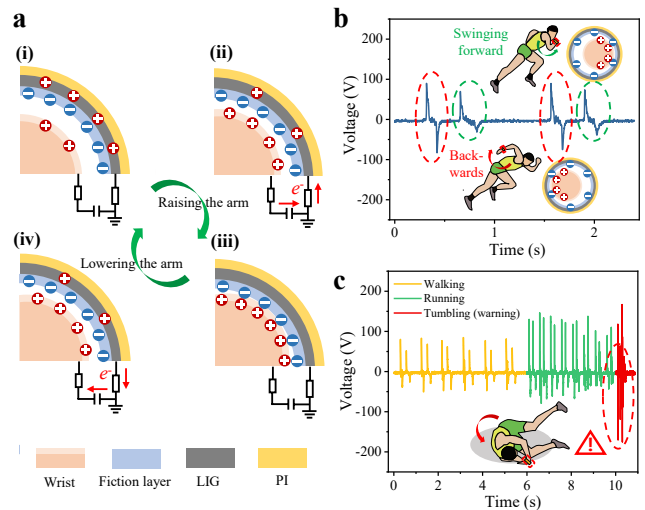 a
(i)
(ii)
e-
Raising the arm
Lowering the arm
(iv)
(iii)
e-
Wrist
Fiction layer
LIG
PI
b
Swinging
forward
Back-
wards
Voltage (V)
200
100
0
-100
-200
0
1
2
Time (s)
c
Walking
Running
Tumbling (warning)
Voltage (V)
200
100
0
-100
-200
0
2
4
6
8
10
Time (s)